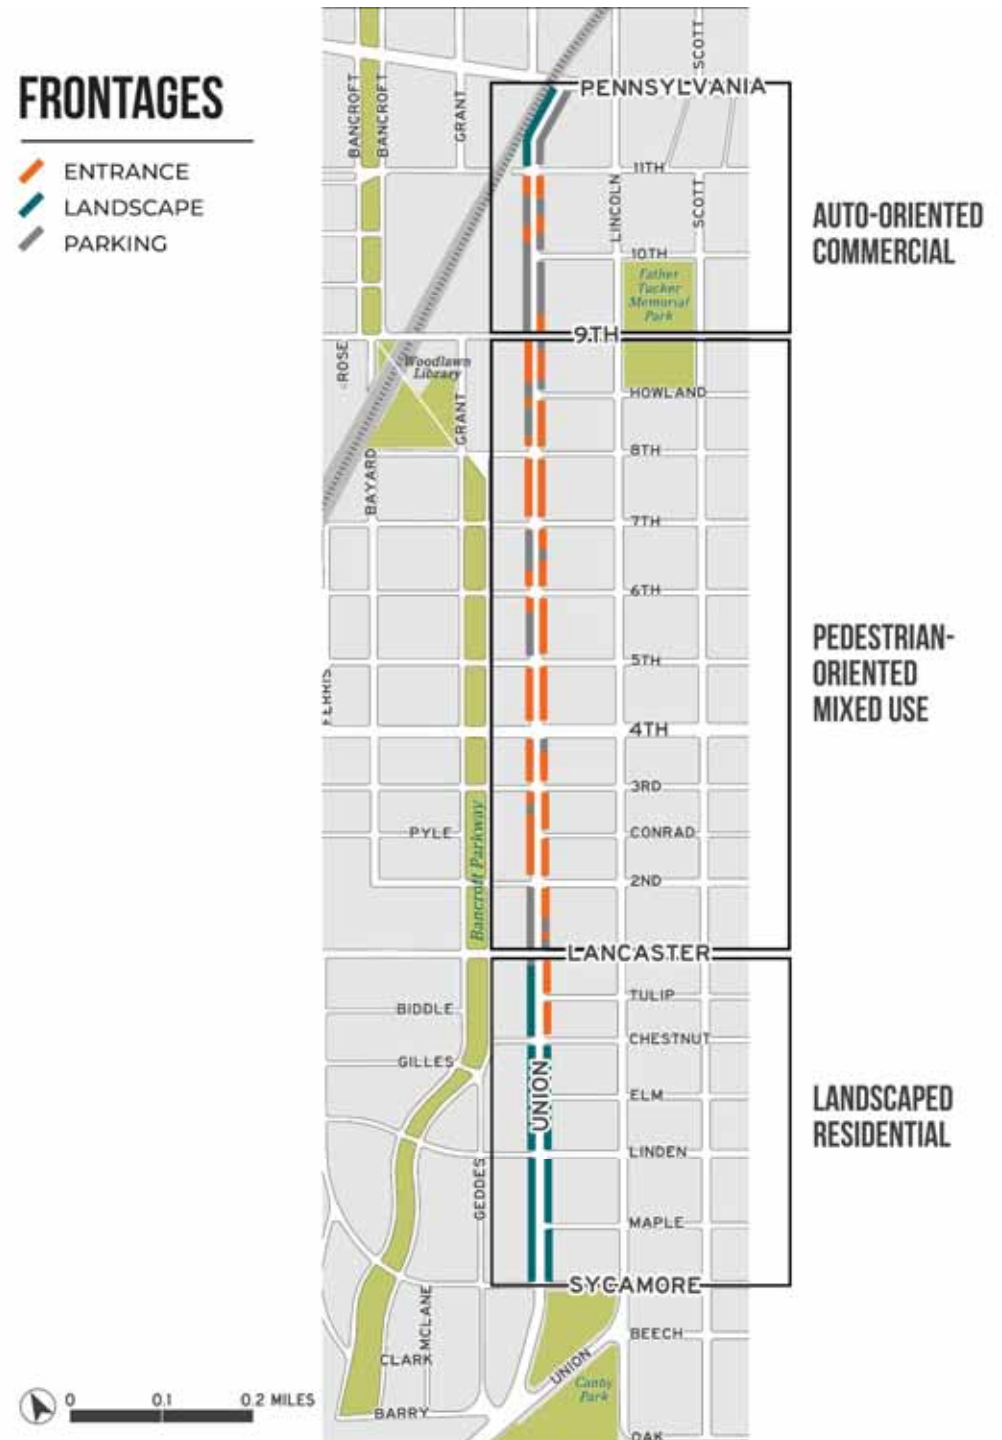 FRONTAGES
ENTRANCE
LANDSCAPE
PARKING
SCOTT
PENNSYLVANIA
BANCROFT
BANCROFT
GRANT
11TH
LINCOLN
SCOTT
AUTO-ORIENTED
COMMERCIAL
10TH
Father
Tucker
Memorial
Park
9TH
ROSE
Woodlawn
Library
HOWLAND
GRANT
8TH
BAYARD
7TH
6TH
PEDESTRIAN-
ORIENTED
MIXED USE
5TH
FERRIS
4TH
3RD
Bancroft Parkway
PYLE
CONRAD
2ND
LANCASTER
TULIP
BIDDLE
CHESTNUT
GILLES
UNION
ELM
LANDSCAPED
RESIDENTIAL
LINDEN
GEDDES
MAPLE
SYCAMORE
MCLANE
BEECH
CLARK
UNION
Canby
Park
0 0.1 0.2 MILES
BARRY
OAK